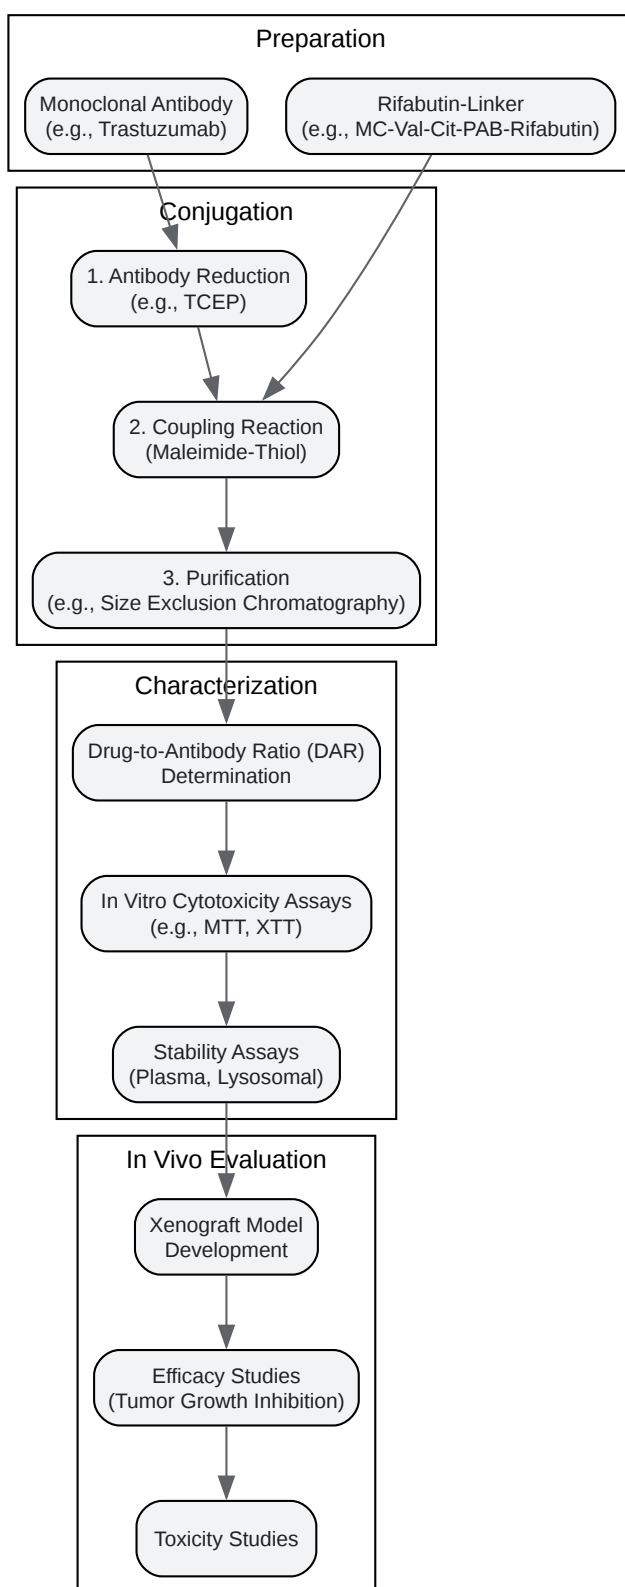 Preparation
Monoclonal Antibody
(e.g., Trastuzumab)
Rifabutin-Linker
(e.g., MC-Val-Cit-PAB-Rifabutin)
Conjugation
1. Antibody Reduction
(e.g., TCEP)
2. Coupling Reaction
(Maleimide-Thiol)
3. Purification
(e.g., Size Exclusion Chromatography)
Characterization
Drug-to-Antibody Ratio (DAR)
Determination
In Vitro Cytotoxicity Assays
(e.g., MTT, XTT)
Stability Assays
(Plasma, Lysosomal)
In Vivo Evaluation
Xenograft Model
Development
Efficacy Studies
(Tumor Growth Inhibition)
Toxicity Studies